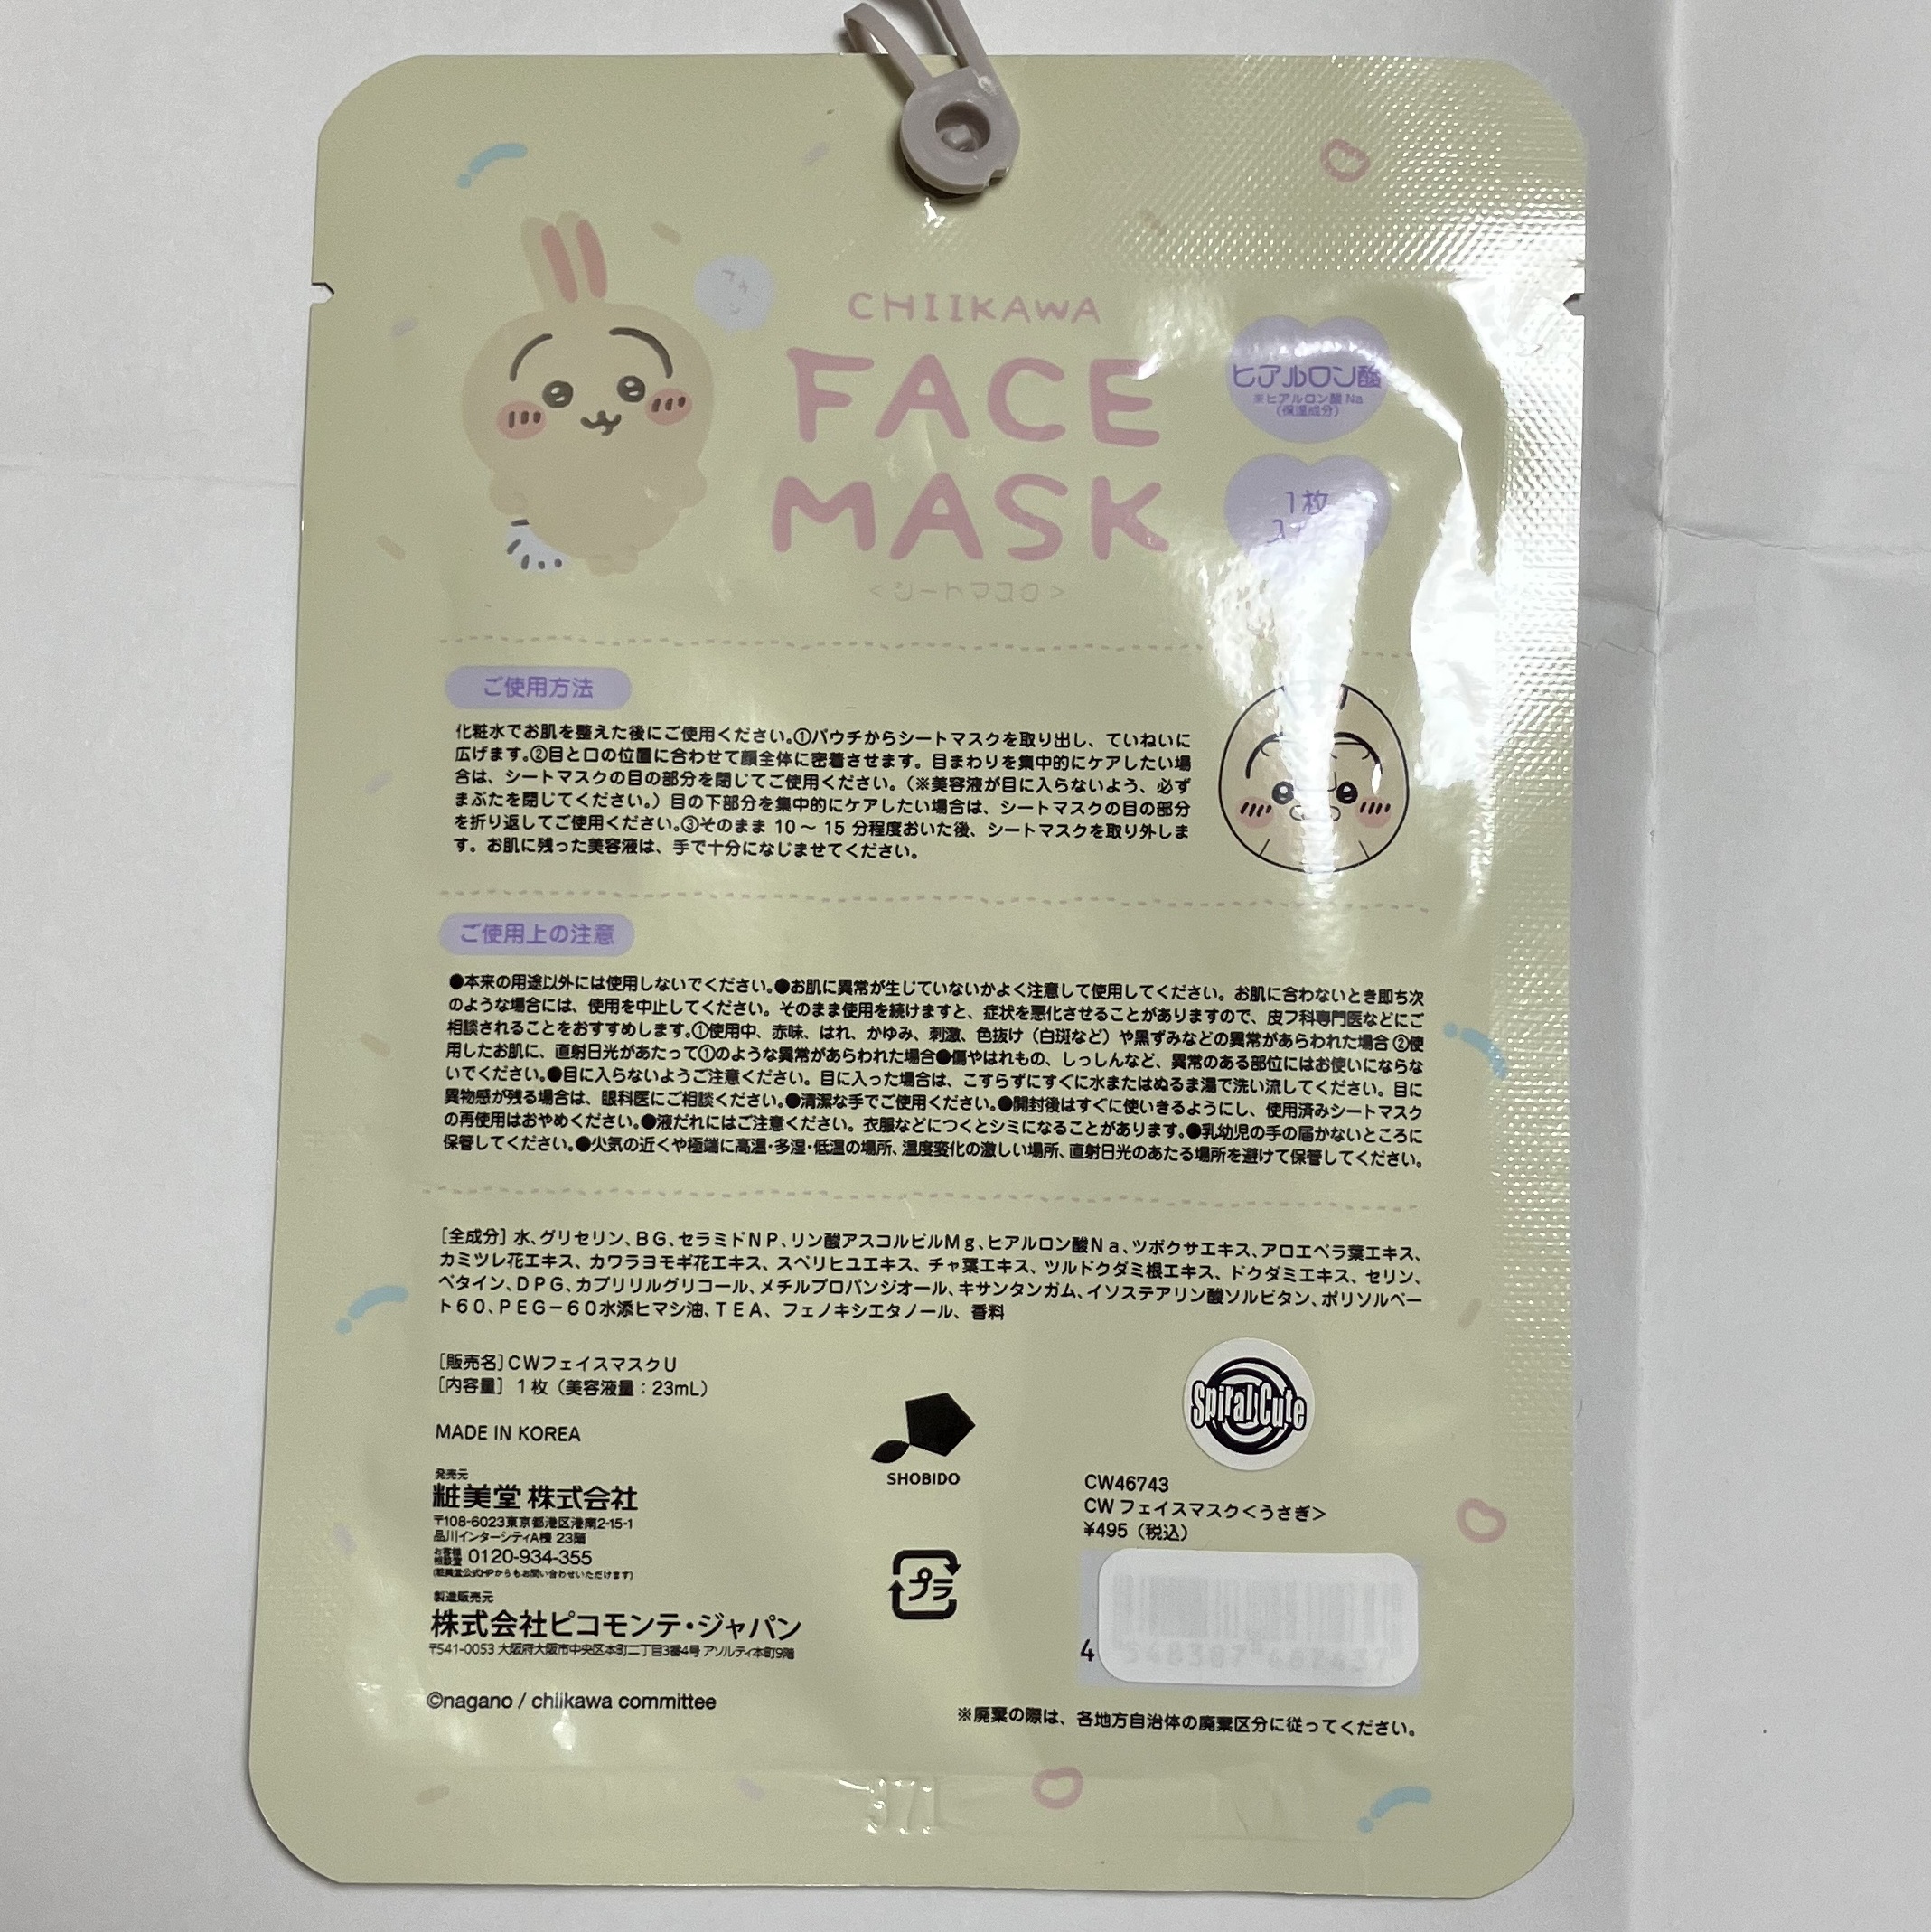 CHIIKAWA
FACE
MASK
<シートマスク>
ヒアルロン酸
※ヒアルロン酸 Na
(保湿成分)
1枚
ご使用方法
化粧水でお肌を整えた後にご使用ください。①パウチからシートマスクを取り出し、ていねいに
広げます。②目と口の位置に合わせて顔全体に密着させます。目まわりを集中的にケアしたい場
合は、シートマスクの目の部分を閉じてご使用ください。(※美容液が目に入らないよう、必ず
まぶたを閉じてください。) 目の下部分を集中的にケアしたい場合は、シートマスクの目の部分
を折り返してご使用ください。③そのまま 10～15 分程度おいた後、シートマスクを取り外しま
す。お肌に残った美容液は、手で十分になじませてください。
ご使用上の注意
●本来の用途以外には使用しないでください。●お肌に異常が生じていないかよく注意して使用してください。お肌に合わないとき即ち次
のような場合には、使用を中止してください。そのまま使用を続けますと、症状を悪化させることがありますので、皮フ科専門医などにご
相談されることをおすすめします。①使用中、赤味、はれ、かゆみ、刺激、色抜け(白斑など)や黒ずみなどの異常があらわれた場合 ②使
用したお肌に、直射日光があたって①のような異常があらわれた場合●傷やはれもの、しっしんなど、異常のある部位にはお使いにならな
いでください。●目に入らないようご注意ください。目に入った場合は、こすらずにすぐに水またはぬるま湯で洗い流してください。目に
異物感が残る場合は、眼科医にご相談ください。●清潔な手でご使用ください。●開封後はすぐに使いきるようにし、使用済みシートマスク
の再使用はおやめください。●液だれにはご注意ください。衣服などにつくとシミになることがあります。●乳幼児の手の届かないところに
保管してください。●火気の近くや極端に高温・多湿・低温の場所、温度変化の激しい場所、直射日光のあたる場所を避けて保管してください。
[全成分] 水、グリセリン、BG、セラミドNP、リン酸アスコルビルMg、ヒアルロン酸Na、ツボクサエキス、アロエベラ葉エキス、
カミツレ花エキス、カワラヨモギ花エキス、スベリヒユエキス、チャ葉エキス、ツルドクダミ根エキス、ドクダミエキス、セリン、
ベタイン、DPG、カプリリルグリコール、メチルプロパンジオール、キサンタンガム、イソステアリン酸ソルビタン、ポリソルベー
ト60、PEG－60水添ヒマシ油、TEA、フェノキシエタノール、香料
[販売名]CWフェイスマスクU
[内容量] 1枚(美容液量:23mL)
MADE IN KOREA
発売元
粧美堂 株式会社
〒108-6023東京都港区港南2-15-1
品川インターシティA棟 23階
お客様相談室 0120-934-355
(粧美堂公式HPからもお問い合わせいただけます)
製造販売元
株式会社ピコモンテ・ジャパン
〒541-0053 大阪府大阪市中央区本町二丁目3番4号 アソルティ本町9階
©nagano / chiikawa committee
SHOBIDO
プラ
Spiral Cute
CW46743
CW フェイスマスク<うさぎ>
¥495 (税込)
4
※廃棄の際は、各地方自治体の廃棄区分に従ってください。